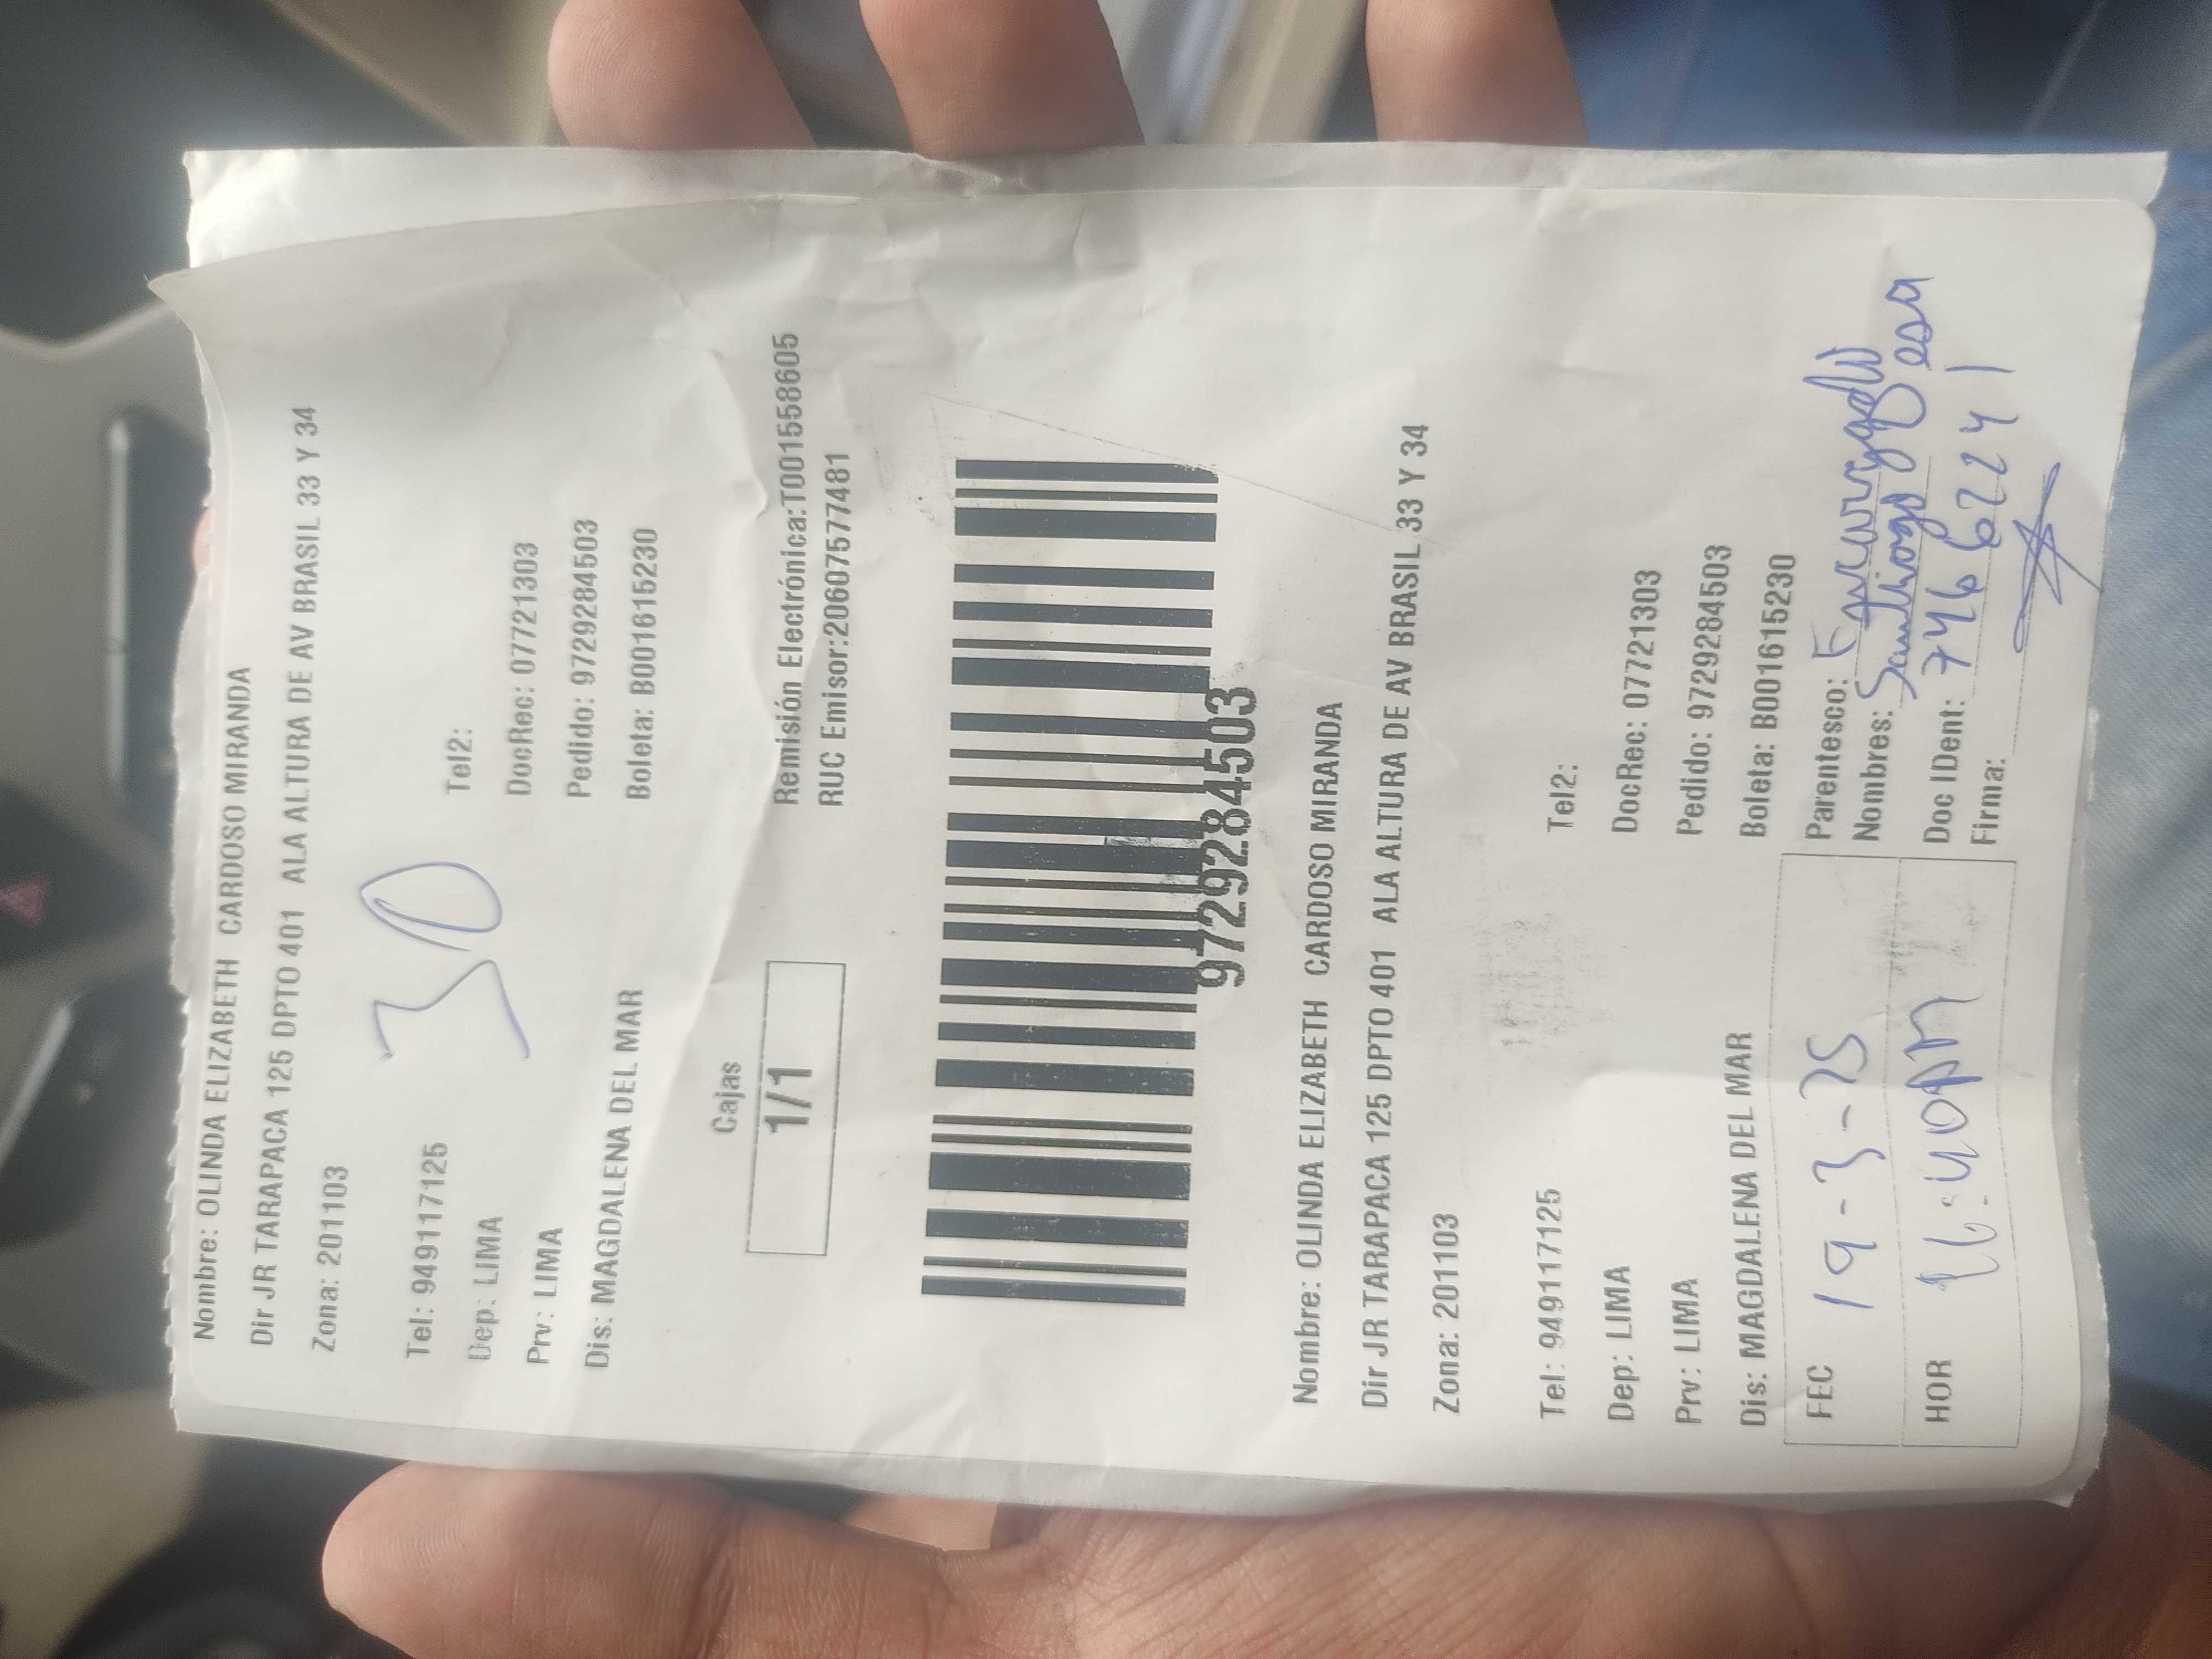 Nombre: OLINDA ELIZABETH CARDOSO MIRANDA
Dir JR TARAPACA 125 DPTO 401 ALA ALTURA DE AV BRASIL 33 Y 34
Zona: 201103
30
Tel: 949117125 Tel2:
Dep: LIMA DocRec: 07721303
Prv: LIMA Pedido: 9729284503
Dis: MAGDALENA DEL MAR Boleta: B001615230
Cajas
1/1
Remisión Electrónica:T001558605
RUC Emisor:20607577481
9729284503
Nombre: OLINDA ELIZABETH CARDOSO MIRANDA
Dir JR TARAPACA 125 DPTO 401 ALA ALTURA DE AV BRASIL 33 Y 34
Zona: 201103
Tel: 949117125 Tel2:
Dep: LIMA DocRec: 07721303
Prv: LIMA Pedido: 9729284503
Dis: MAGDALENA DEL MAR Boleta: B001615230
FEC 19-3-25 Parentesco: Encargado
Nombres: Santiago
HOR 16:40PM Doc IDent: 74662241
Firma: